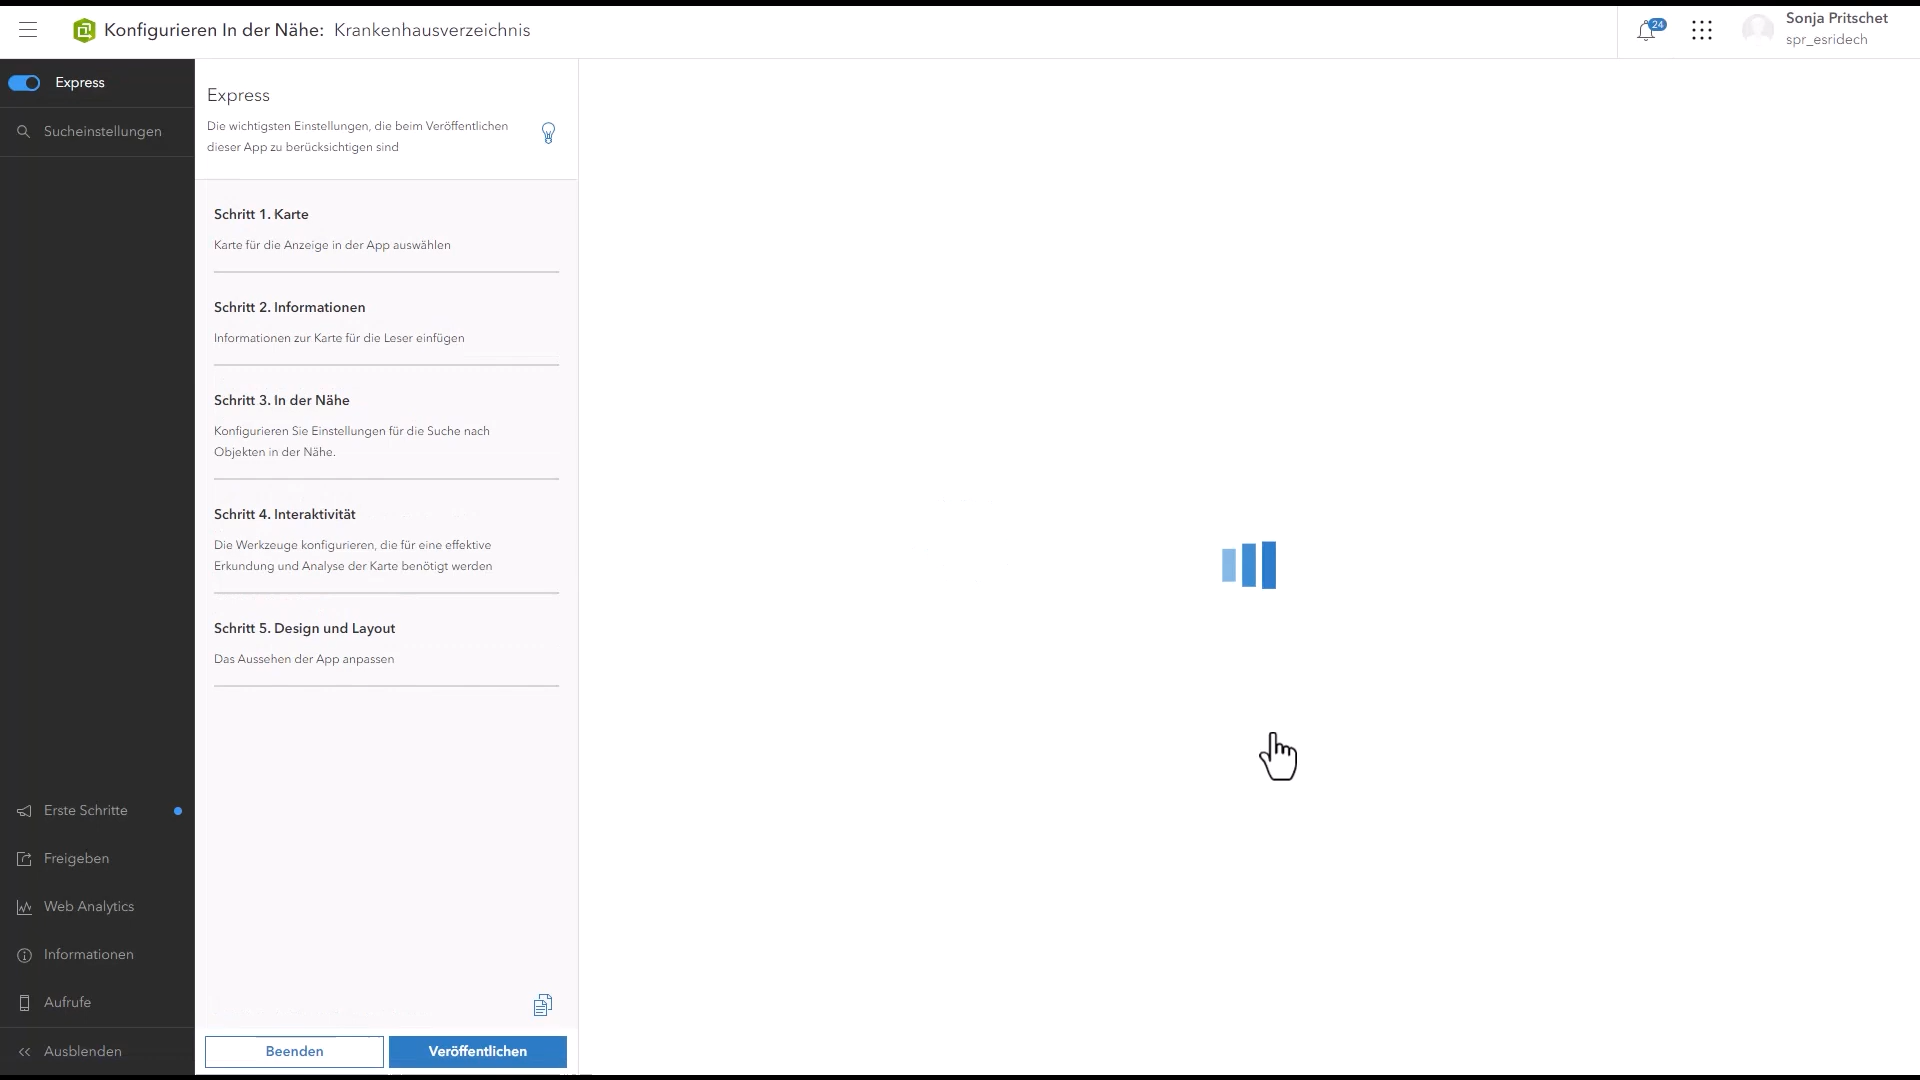 Konfigurieren In der Nähe: Krankenhausverzeichnis
24
Sonja Pritschet
spr_esridech
Express
Sucheinstellungen
Express
Die wichtigsten Einstellungen, die beim Veröffentlichen
dieser App zu berücksichtigen sind
Schritt 1. Karte
Karte für die Anzeige in der App auswählen
Schritt 2. Informationen
Informationen zur Karte für die Leser einfügen
Schritt 3. In der Nähe
Konfigurieren Sie Einstellungen für die Suche nach
Objekten in der Nähe.
Schritt 4. Interaktivität
Die Werkzeuge konfigurieren, die für eine effektive
Erkundung und Analyse der Karte benötigt werden
Schritt 5. Design und Layout
Das Aussehen der App anpassen
Erste Schritte
Freigeben
Web Analytics
Informationen
Aufrufe
Ausblenden
Beenden
Veröffentlichen